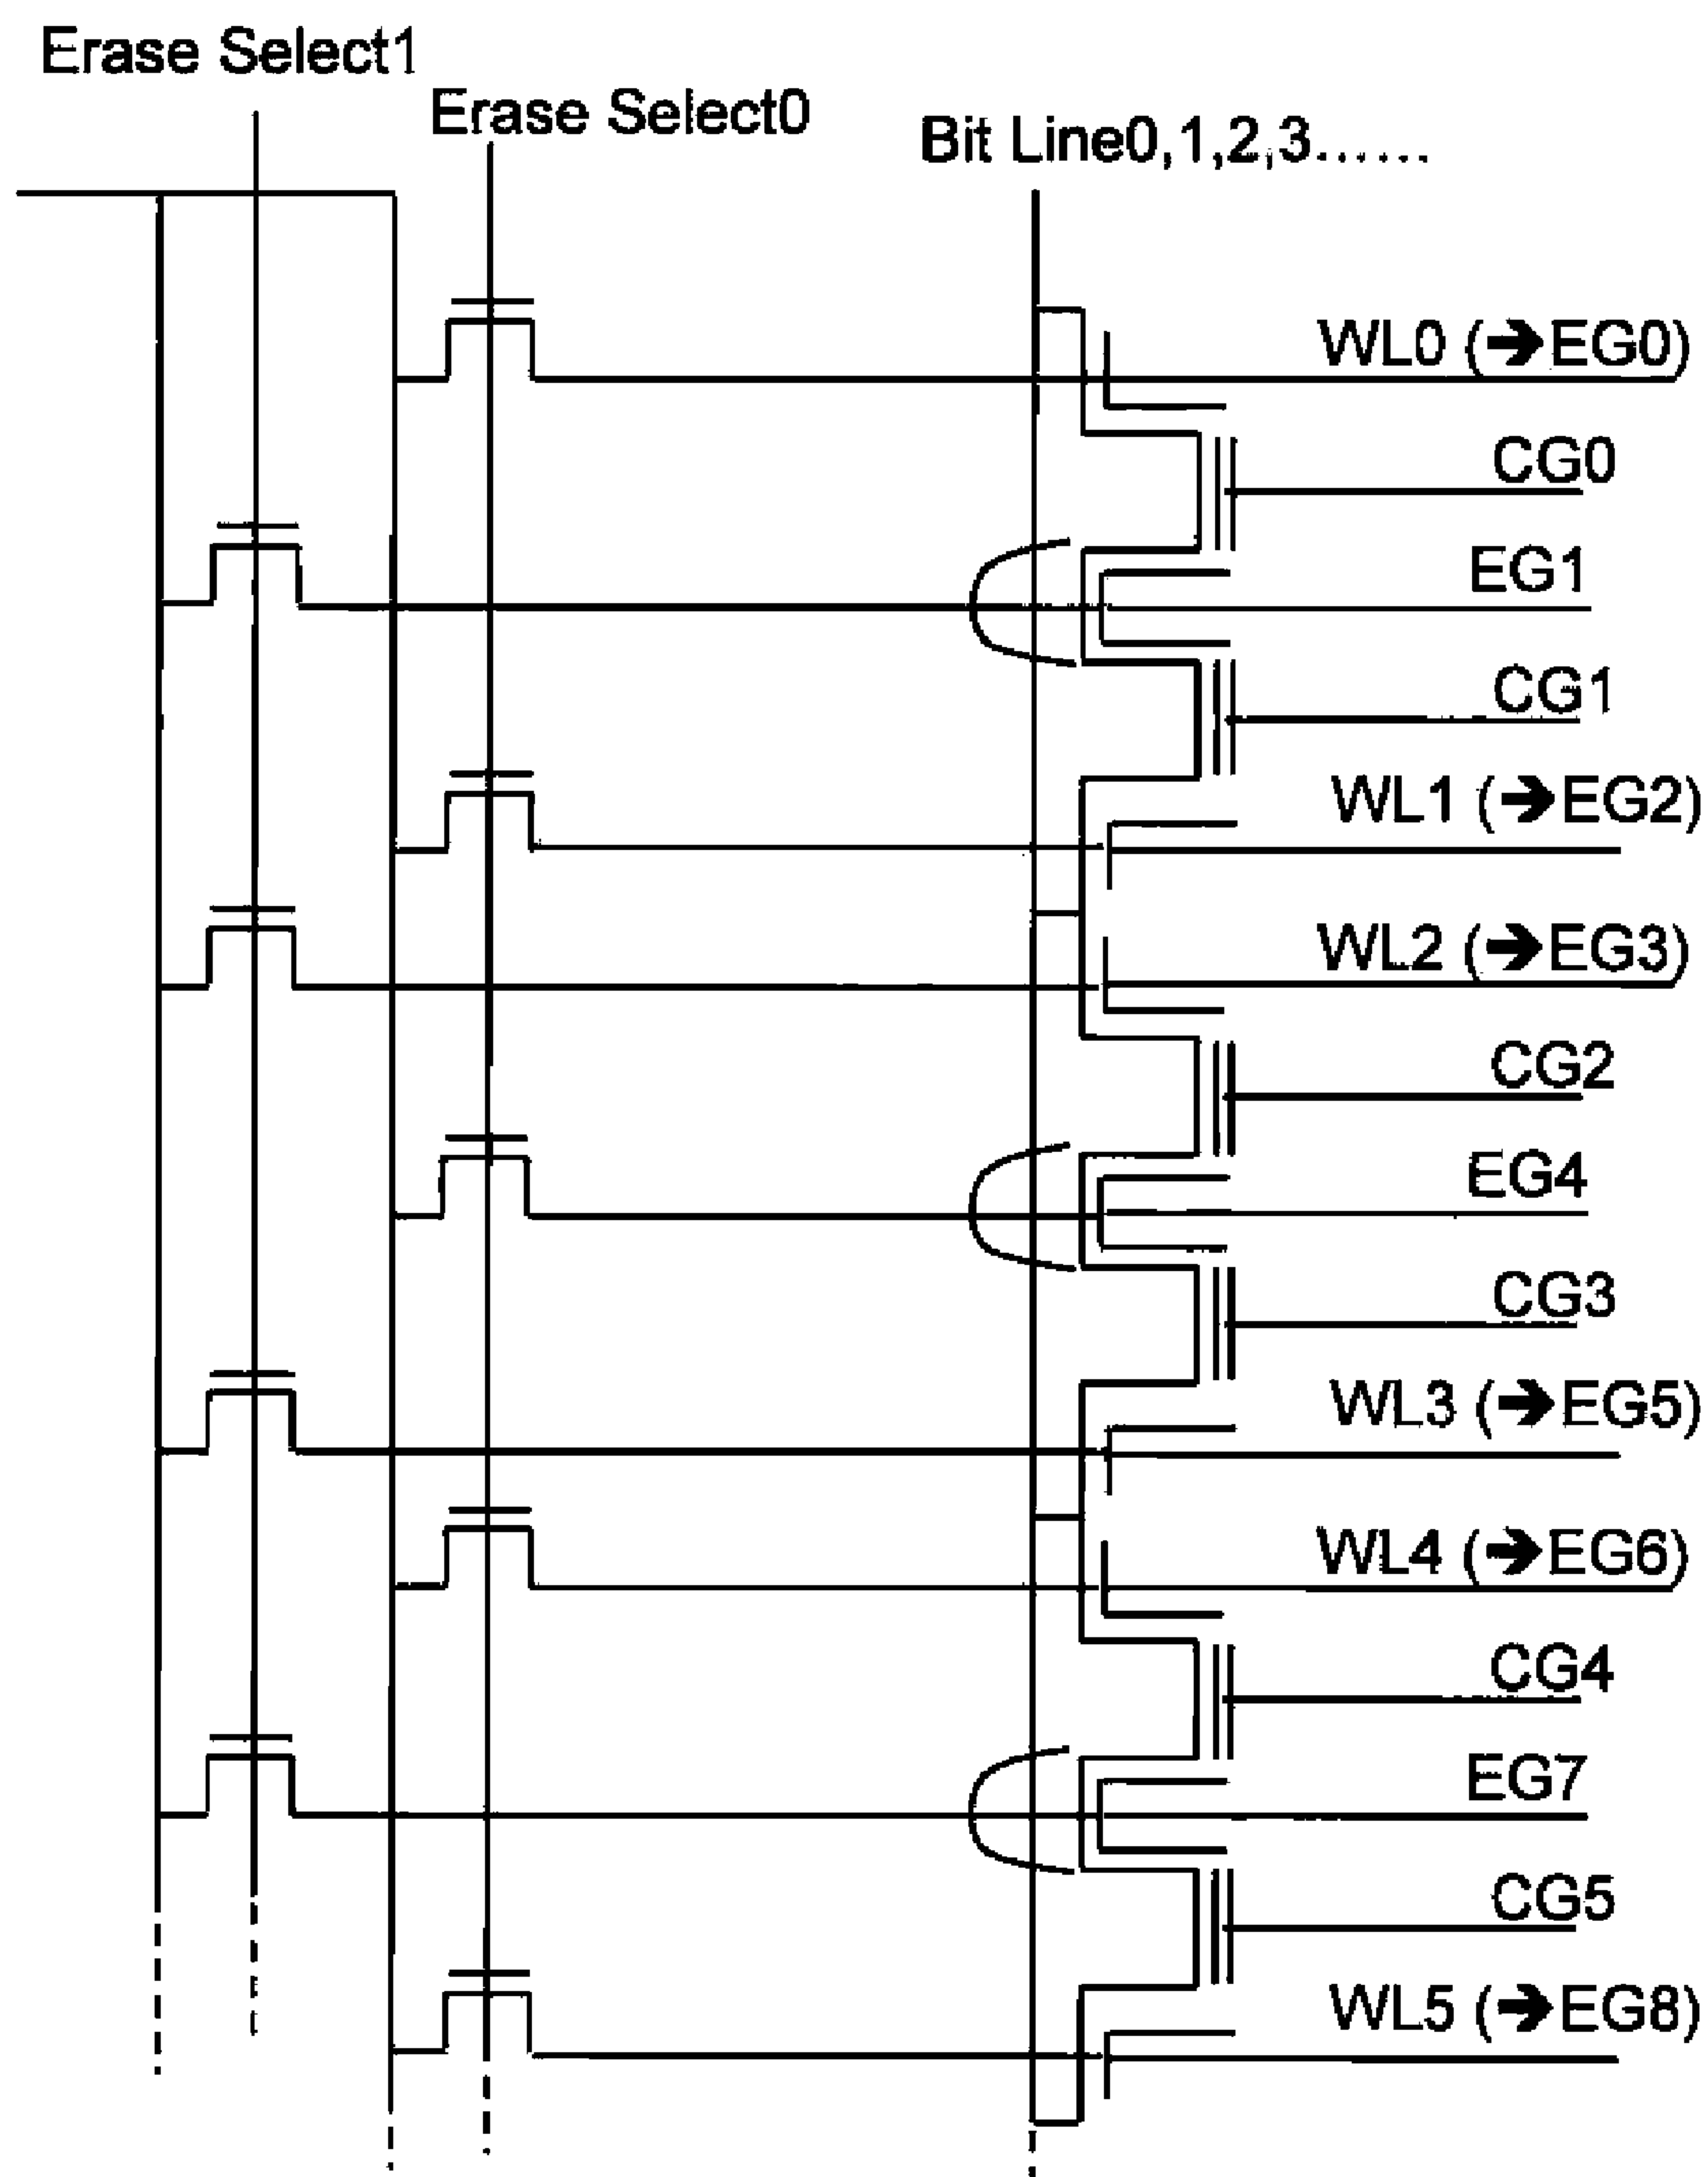 Erase Select1
Erase Select0
Bit Line0,1,2,3......
WL0 (➔EG0)
CG0
EG1
CG1
WL1 (➔EG2)
WL2 (➔EG3)
CG2
EG4
CG3
WL3 (➔EG5)
WL4 (➔EG6)
CG4
EG7
CG5
WL5 (➔EG8)